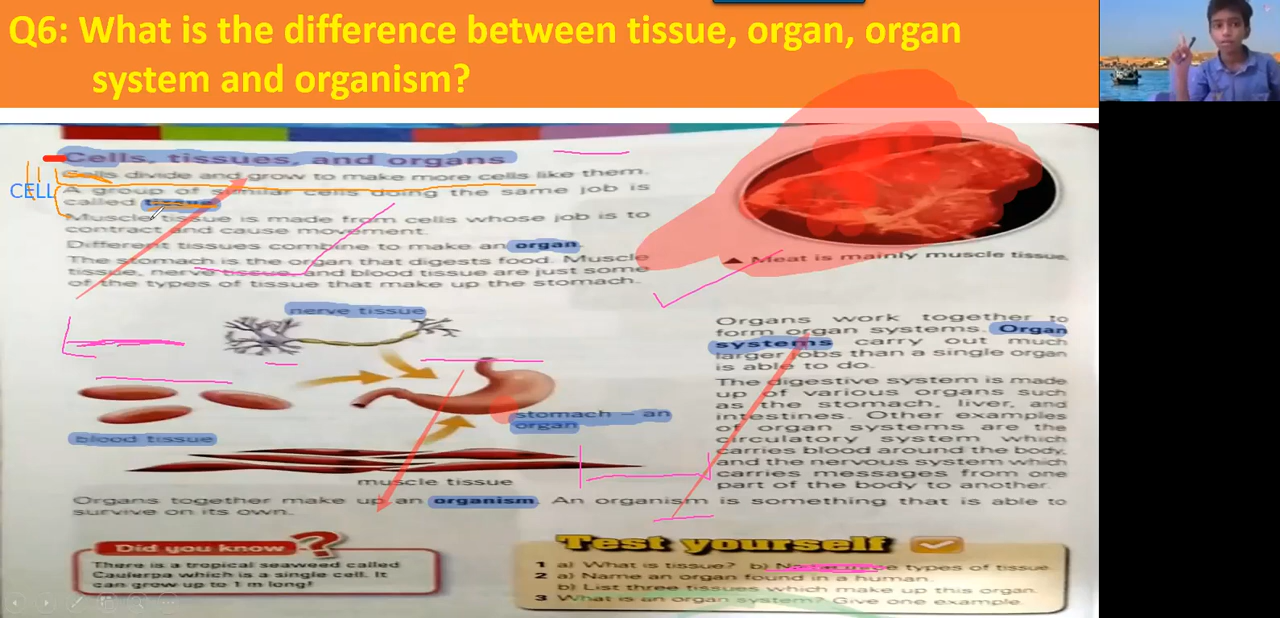 Q6: What is the difference between tissue, organ, organ
system and organism?
Cells, tissues, and organs
Cells divide and grow to make more cells like them.
CELL
A group of similar cells doing the same job is
called tissue.
Muscle tissue is made from cells whose job is to
contract and cause movement.
Different tissues combine to make an organ.
The stomach is the organ that digests food. Muscle
tissue, nerve tissue, and blood tissue are just some
of the types of tissue that make up the stomach.
▲ Meat is mainly muscle tissue.
nerve tissue
stomach – an
organ
blood tissue
muscle tissue
Organs work together to
form organ systems. Organ
systems carry out much
larger jobs than a single organ
is able to do.
The digestive system is made
up of various organs such
as the stomach, liver, and
intestines. Other examples
of organ systems are the
circulatory system which
carries blood around the body,
and the nervous system which
carries messages from one
part of the body to another.
Organs together make up an organism. An organism is something that is able to
survive on its own.
Did you know ?
There is a tropical seaweed called
Caulerpa which is a single cell. It
can grow up to 1 m long!
Test yourself
1 a) What is tissue? b) types of tissue.
2 a) Name an organ found in a human.
b) List three tissues which make up this organ.
3 What is an organ system? Give one example.